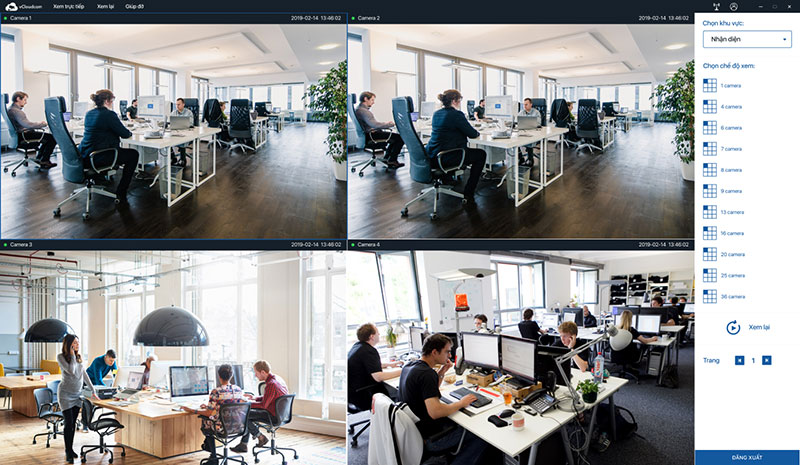 vCloudcam Xem trực tiếp Xem lại Giúp đỡ
Camera 1 2019-02-14 13:46:02
Camera 2 2019-02-14 13:46:02
Camera 3 2019-02-14 13:46:02
Camera 4 2019-02-14 13:46:02
Chọn khu vực:
Nhận diện
Chọn chế độ xem:
1 camera
4 camera
6 camera
7 camera
8 camera
9 camera
13 camera
16 camera
20 camera
25 camera
36 camera
Xem lại
Trang 1
ĐĂNG XUẤT